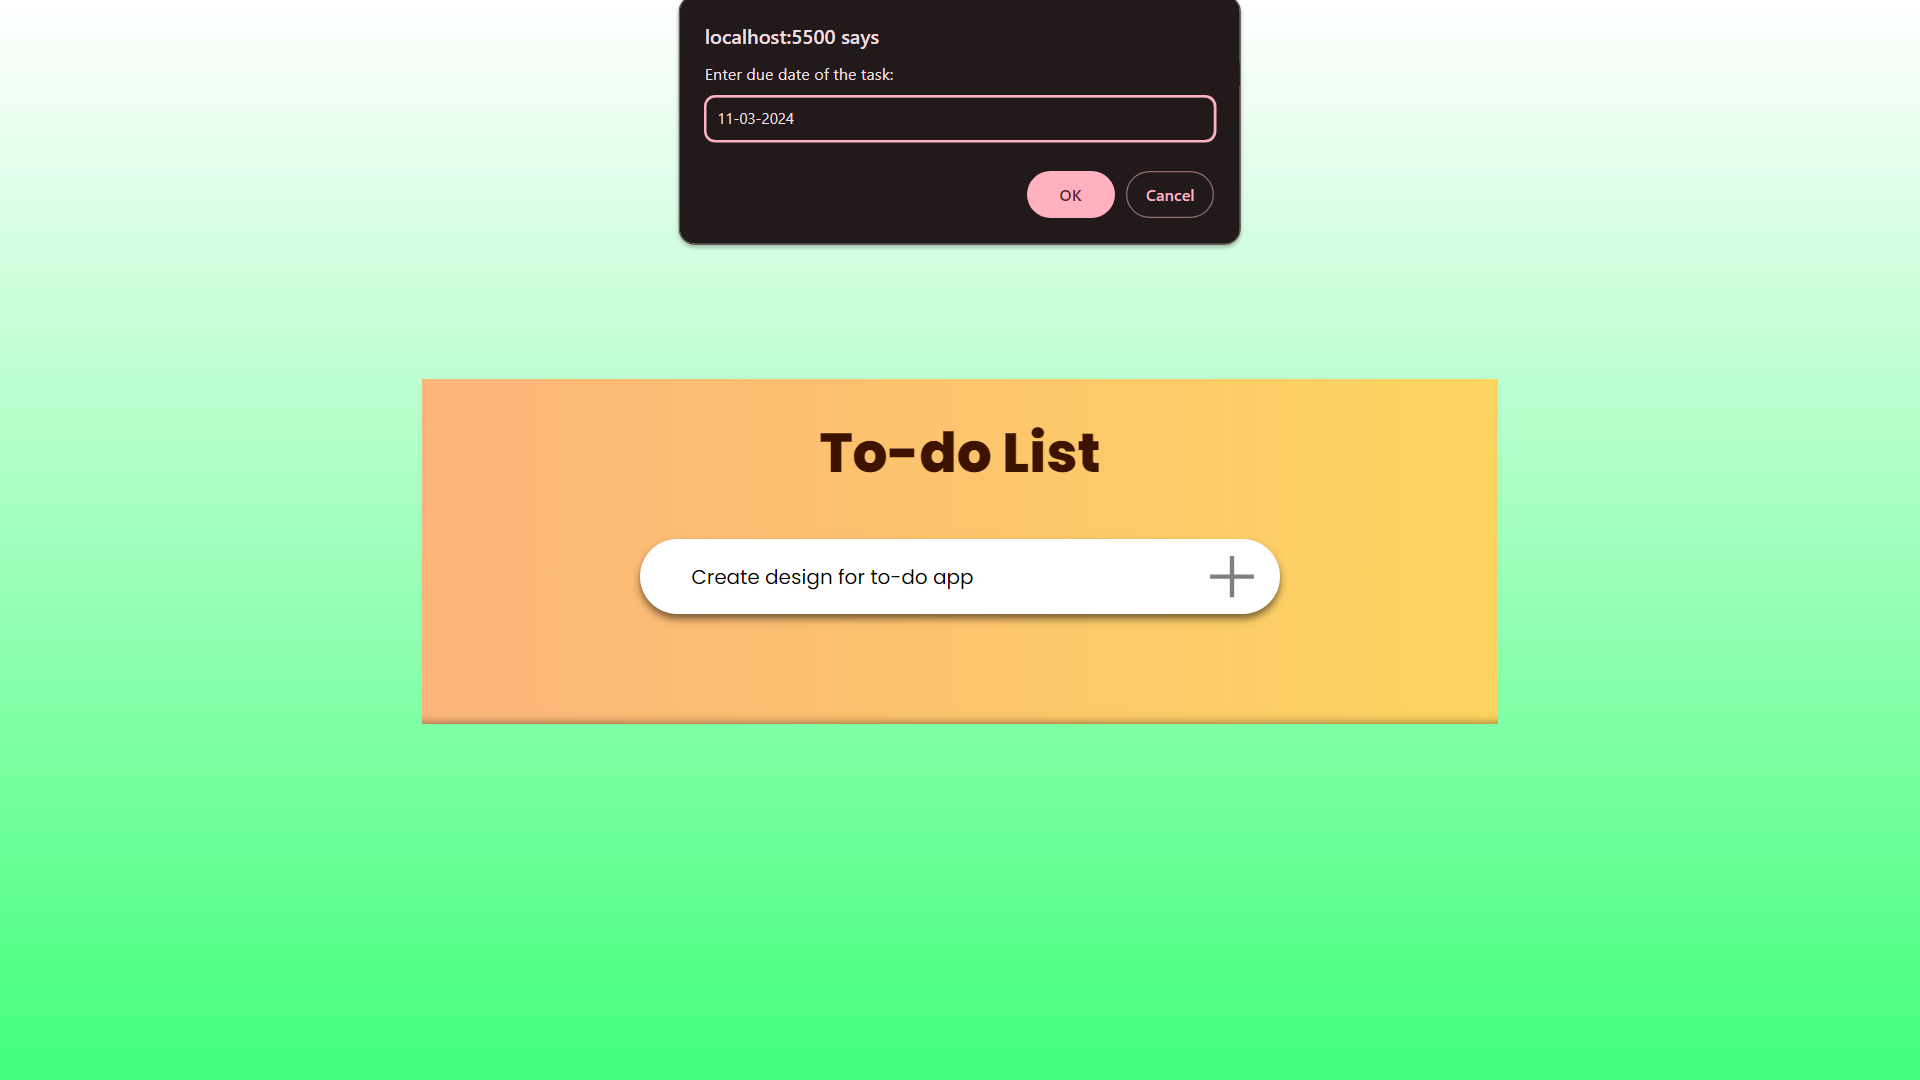 localhost:5500 says
Enter due date of the task:
11-03-2024
OK Cancel
To-do List
Create design for to-do app